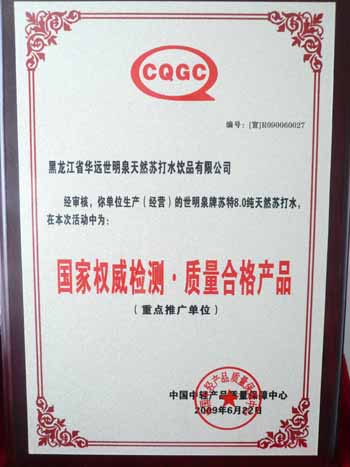 CQGC
编号：[宣]R090060027
黑龙江省华远世明泉天然苏打水饮品有限公司
经审核，你单位生产（经营）的世明泉牌苏特8.0纯天然苏打水，
在本次活动中为：
国家权威检测·质量合格产品
（重点推广单位）
中国中轻产品质量保障中心
2009年6月22日